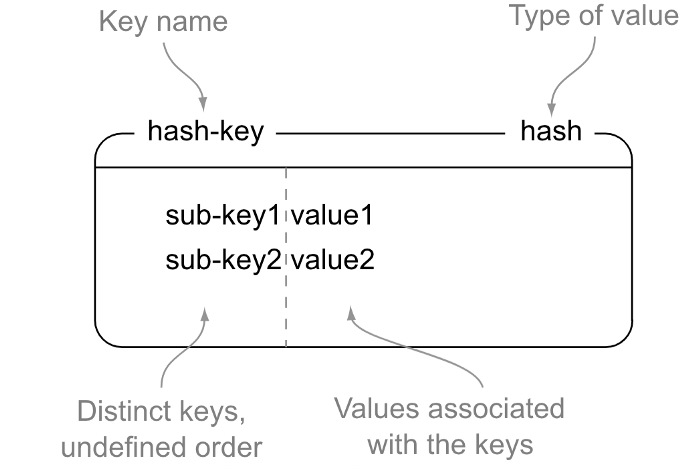 Key name
Type of value
hash-key
hash
sub-key1 value1
sub-key2 value2
Distinct keys,
undefined order
Values associated
with the keys